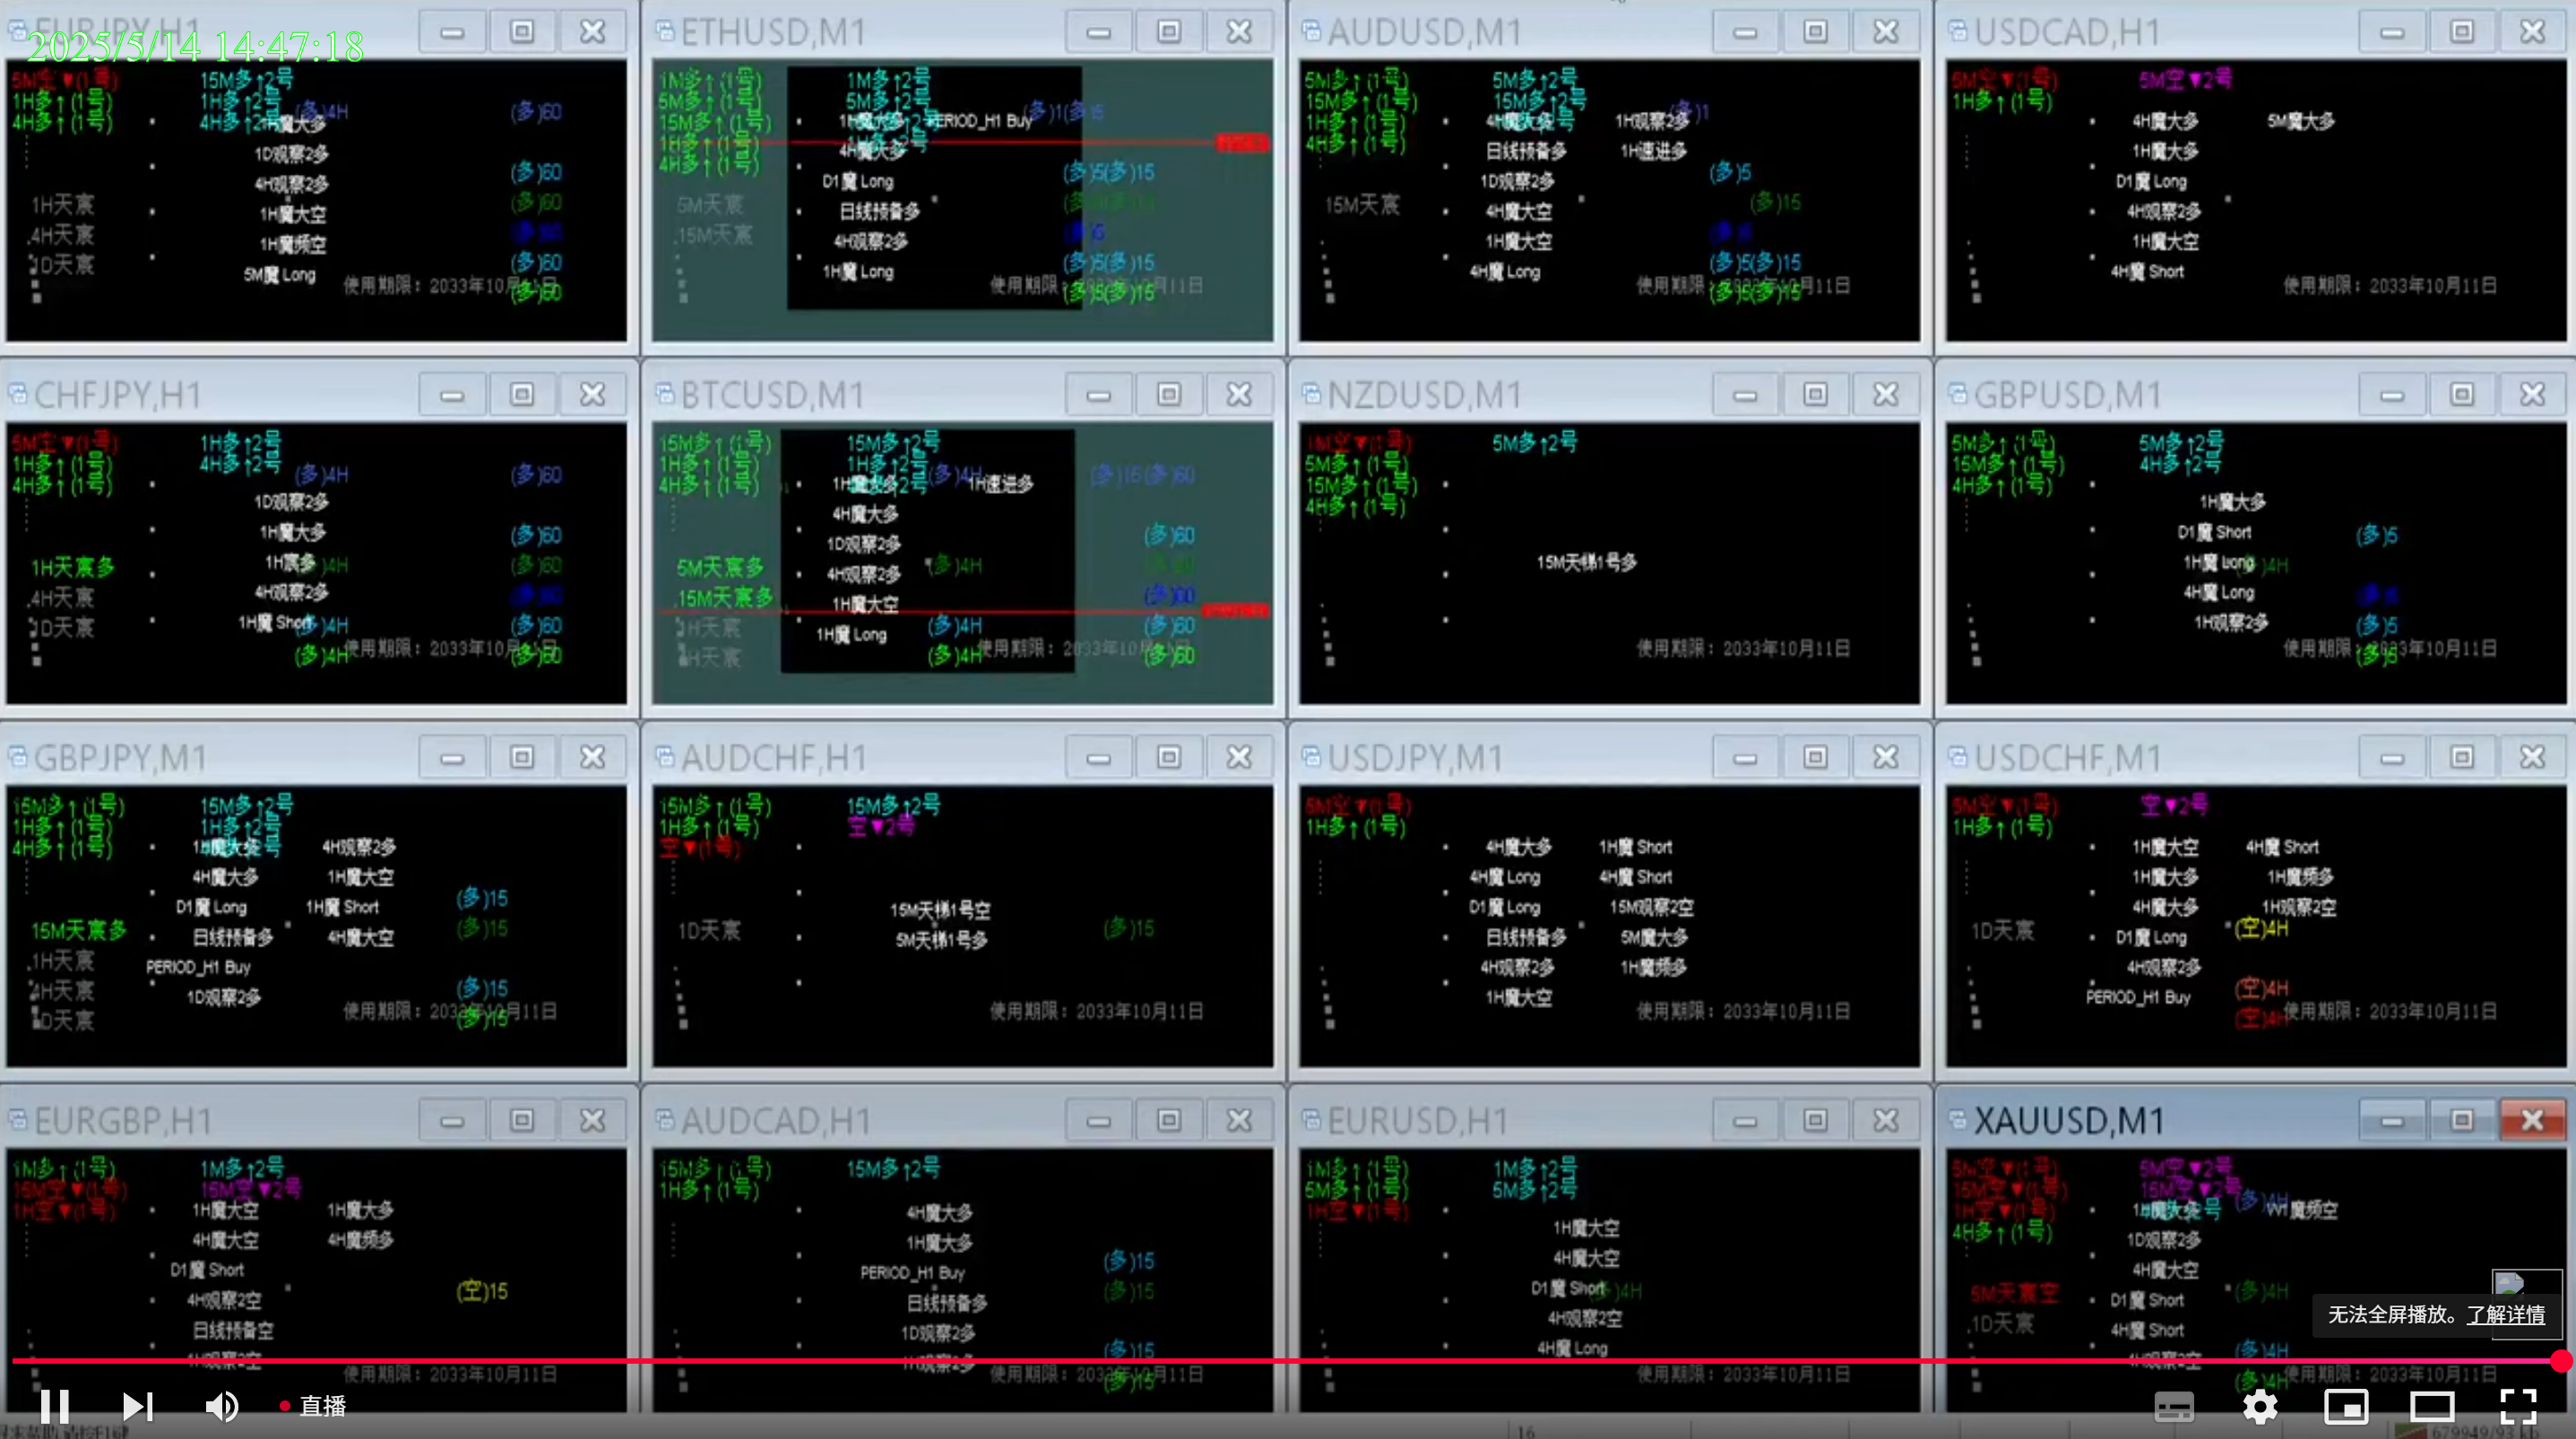 EURJPY,H1
2025/5/14 14:47:18
5M空▼(1号) 15M多↑2号
1H多↑(1号) 1H多↑2号 (多)4H (多)60
4H多↑(1号) 4H多↑2号 1H魔大多
1D观察2多
4H观察2多 (多)60
1H天宸 1H魔大空 (多)60
4H天宸 1H魔频空
1D天宸 5M魔 Long (多)60
使用期限：2033年10月11日 (多)60
ETHUSD,M1
1M多↑(1号) 1M多↑2号
5M多↑(1号) 5M多↑2号
15M多↑(1号) 1H魔大多 PERIOD_H1 Buy (多)1(多)5
1H多↑(1号)
4H多↑(1号) 4H魔大多
D1魔 Long (多)5(多)15
5M天宸 日线预备多
15M天宸 4H观察2多
1H魔 Long (多)5(多)15
使用期限：2033年10月11日 (多)5(多)15
AUDUSD,M1
5M多↑(1号) 5M多↑2号
15M多↑(1号) 15M多↑2号 (多)1
1H多↑(1号) 4H魔大多 1H观察2多
4H多↑(1号) 日线预备多 1H速进多
1D观察2多 (多)5
15M天宸 4H魔大空 (多)15
1H魔大空
4H魔 Long (多)5(多)15
使用期限：2033年10月11日 (多)5(多)15
USDCAD,H1
5M空▼(1号) 5M空▼2号
1H多↑(1号)
4H魔大多 5M魔大多
1H魔大多
D1魔 Long
4H观察2多
1H魔大空
4H魔 Short
使用期限：2033年10月11日
CHFJPY,H1
5M空▼(1号) 1H多↑2号
1H多↑(1号) 4H多↑2号
4H多↑(1号) (多)4H (多)60
1D观察2多
1H魔大多 (多)60
1H天宸多 1H宸多 (多)4H (多)60
4H天宸 4H观察2多
1D天宸 1H魔 Short (多)4H (多)60
(多)4H 使用期限：2033年10月11日 (多)60
BTCUSD,M1
15M多↑(1号) 15M多↑2号
1H多↑(1号) 1H多↑2号 (多)4H (多)15(多)60
4H多↑(1号) 1H魔大多 1H速进多
4H魔大多
1D观察2多 (多)60
5M天宸多 4H观察2多 (多)4H
15M天宸多 1H魔大空 (多)60
1H天宸 1H魔 Long (多)4H (多)60
4H天宸 (多)4H 使用期限：2033年10月11日 (多)60
NZDUSD,M1
1M空▼(1号) 5M多↑2号
5M多↑(1号)
15M多↑(1号)
4H多↑(1号)
15M天梯1号多
使用期限：2033年10月11日
GBPUSD,M1
5M多↑(1号) 5M多↑2号
15M多↑(1号) 4H多↑2号
4H多↑(1号)
1H魔大多
D1魔 Short (多)5
1H魔 Long (多)4H
4H魔 Long
1H观察2多 (多)5
使用期限：2033年10月11日 (多)5
GBPJPY,M1
15M多↑(1号) 15M多↑2号
1H多↑(1号) 1H多↑2号
4H多↑(1号) 1H魔大多 4H观察2多
4H魔大多 1H魔大空
D1魔 Long 1H魔 Short (多)15
15M天宸多 日线预备多 4H魔大空 (多)15
1H天宸 PERIOD_H1 Buy
4H天宸 1D观察2多 (多)15
1D天宸 使用期限：2033年10月11日 (多)15
AUDCHF,H1
15M多↑(1号) 15M多↑2号
1H多↑(1号) 空▼2号
空▼(1号)
15M天梯1号空
1D天宸 5M天梯1号多 (多)15
使用期限：2033年10月11日
USDJPY,M1
5M空▼(1号)
1H多↑(1号)
4H魔大多 1H魔 Short
4H魔 Long 4H魔 Short
D1魔 Long 15M观察2空
日线预备多 5M魔大多
4H观察2多 1H魔频多
1H魔大空
使用期限：2033年10月11日
USDCHF,M1
5M空▼(1号) 空▼2号
1H多↑(1号)
1H魔大空 4H魔 Short
1H魔大多 1H魔频多
4H魔大多 1H观察2空
1D天宸 D1魔 Long (空)4H
4H观察2多
PERIOD_H1 Buy (空)4H
(空)4H 使用期限：2033年10月11日
EURGBP,H1
1M多↑(1号) 1M多↑2号
15M空▼(1号) 15M空▼2号
1H空▼(1号) 1H魔大空 1H魔大多
4H魔大空 4H魔频多
D1魔 Short
4H观察2空 (空)15
日线预备空
使用期限：2033年10月11日
AUDCAD,H1
15M多↑(1号) 15M多↑2号
1H多↑(1号)
4H魔大多
1H魔大多
PERIOD_H1 Buy (多)15
日线预备多 (多)15
1D观察2多
(多)15
使用期限：2033年10月11日 (多)15
EURUSD,H1
1M多↑(1号) 1M多↑2号
5M多↑(1号) 5M多↑2号
1H空▼(1号)
1H魔大空
4H魔大空
D1魔 Short (多)4H
4H观察2空
4H魔 Long
使用期限：2033年10月11日
XAUUSD,M1
5M空▼(1号) 5M空▼2号
15M空▼(1号) 15M空▼2号
1H空▼(1号) (多)4H W1魔频空
4H多↑(1号) 1D观察2多
4H魔大空
5M天宸空 D1魔 Short (多)4H
1D天宸 4H魔 Short
(多)4H
(多)4H 使用期限：2033年10月11日
无法全屏播放。了解详情
直播
16